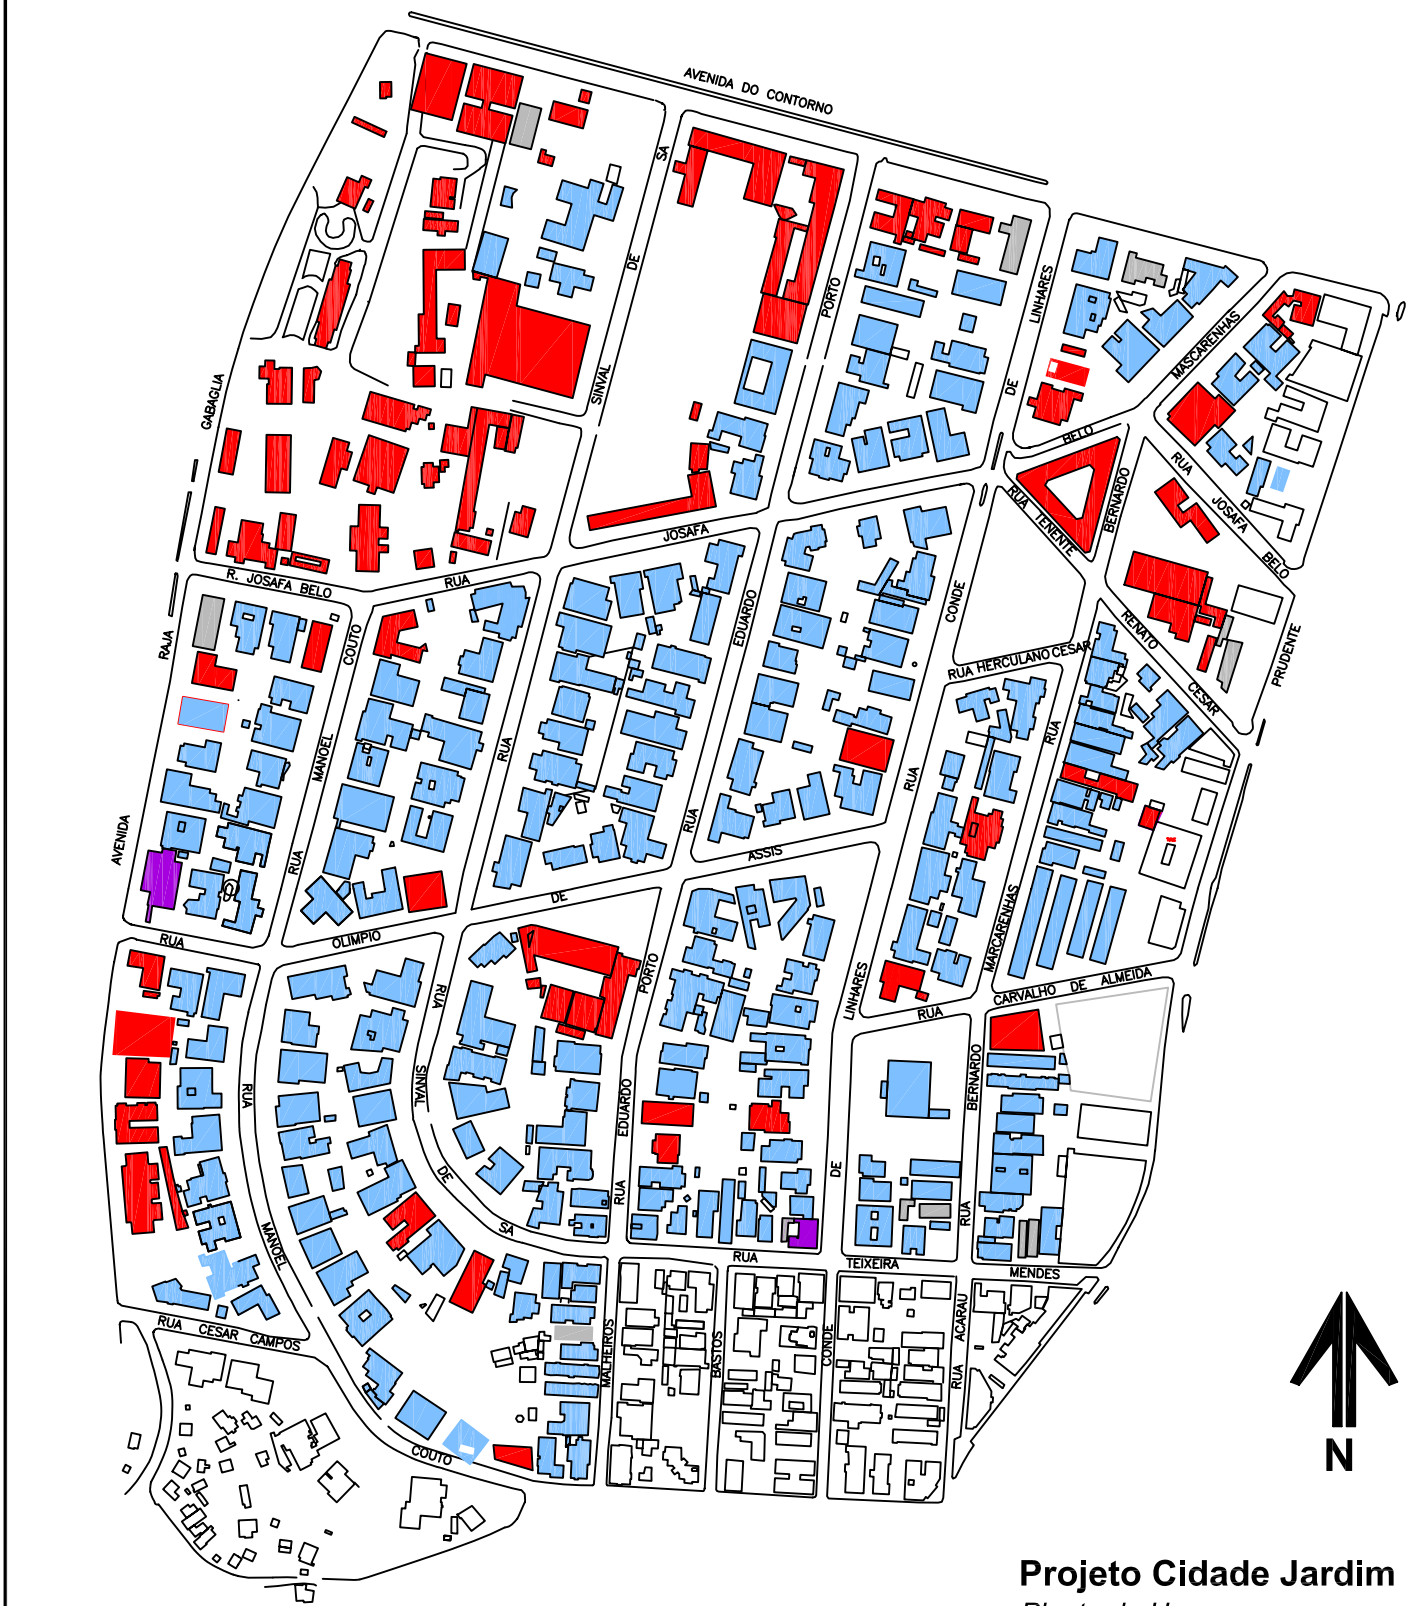 AVENIDA DO CONTORNO
SA
DE
SINVAL
PORTO
LINHARES
DE
MASCARENHAS
BELO
GABAGLIA
RUA TENENTE
BERNARDO
RUA
JOSAFA
BELO
JOSAFA
RUA
R. JOSAFA BELO
RAJA
COUTO
EDUARDO
CONDE
RENATO
CESAR
PRUDENTE
RUA HERCULANO CESAR
MANOEL
RUA
RUA
RUA
AVENIDA
RUA
RUA
ASSIS
DE
OLIMPIO
RUA
MARCARENHAS
CARVALHO DE ALMEIDA
RUA
LINHARES
PORTO
RUA
SINVAL
DE
SA
RUA
MANOEL
EDUARDO
RUA
DE
BERNARDO
RUA
RUA
TEIXEIRA
MENDES
RUA CESAR CAMPOS
COUTO
MALHEIROS
BASTOS
CONDE
RUA ACARAU
N
Projeto Cidade Jardim